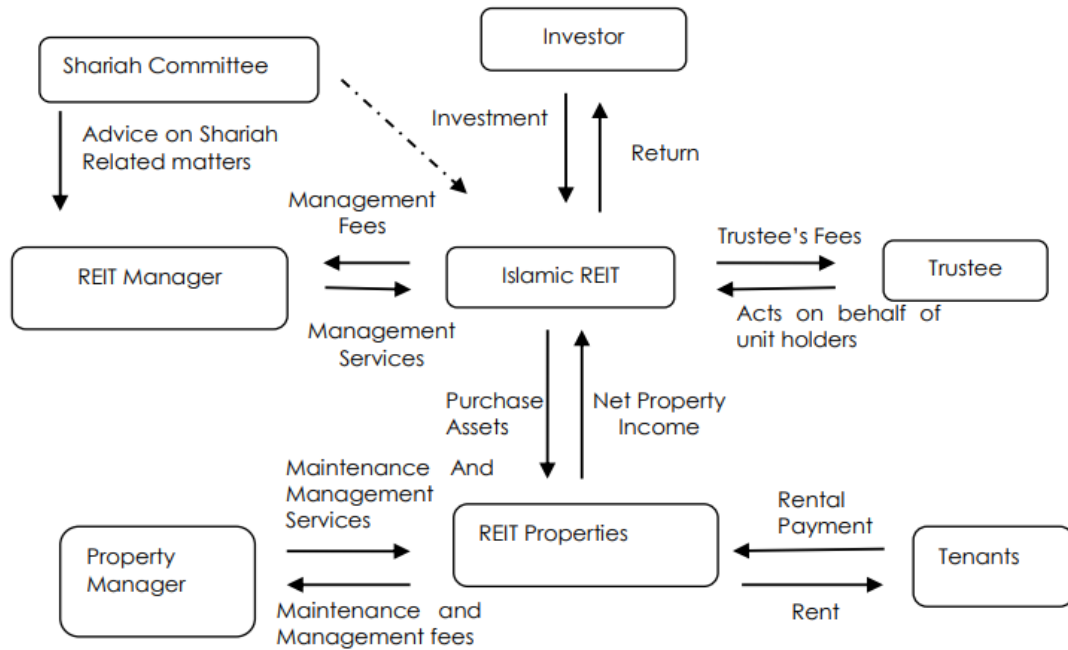 Investor
Shariah Committee
Investment
Advice on Shariah
Related matters
Return
Management
Fees
Trustee's Fees
REIT Manager
Islamic REIT
Trustee
Acts on behalf of
unit holders
Management
Services
Purchase
Assets
Net Property
Income
Maintenance And
Management
Services
Rental
Payment
REIT Properties
Property
Manager
Tenants
Maintenance and
Management fees
Rent